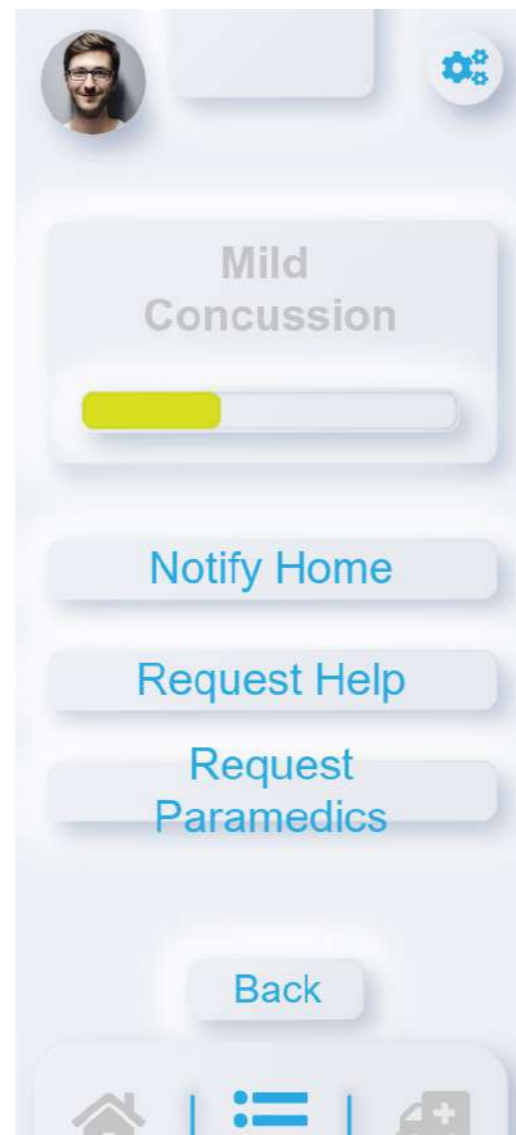 Mild
Concussion
Notify Home
Request Help
Request
Paramedics
Back